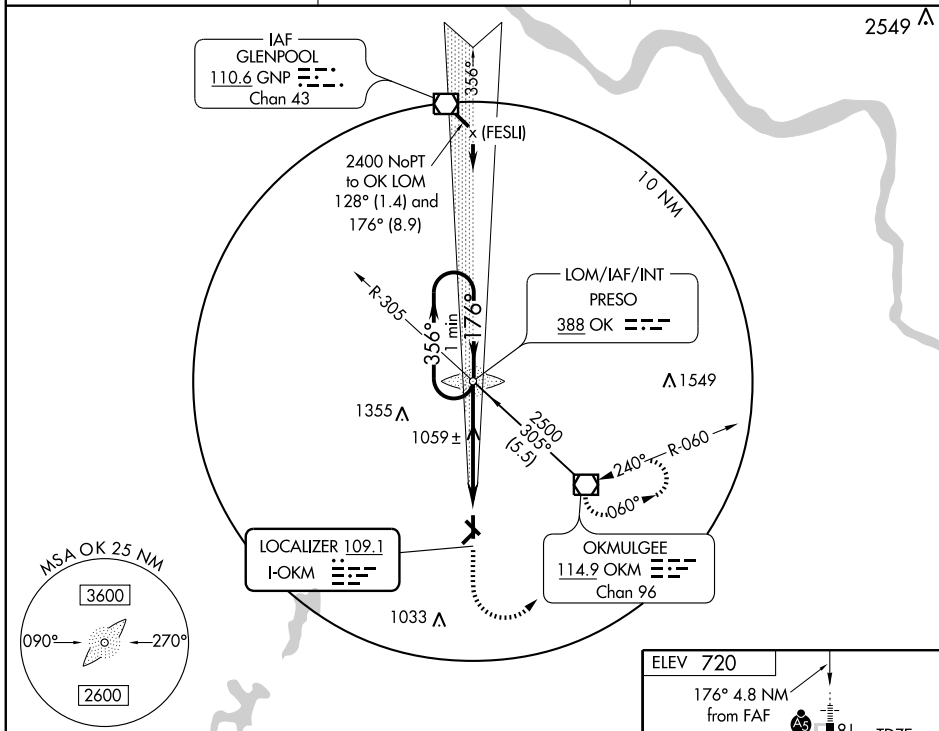 2549
IAF
GLENPOOL
110.6 GNP
Chan 43
356°
(FESLI)
2400 NoPT
to OK LOM
128° (1.4) and
176° (8.9)
10 NM
LOM/IAF/INT
PRESO
388 OK
R-305
356°
1 min
176°
1549
1355
1059 ±
2500
305°
(5.5)
240°
R-060
060°
LOCALIZER 109.1
I-OKM
OKMULGEE
114.9 OKM
Chan 96
1033
MSA OK 25 NM
3600
090°
270°
2600
ELEV 720
176° 4.8 NM
from FAF
A5